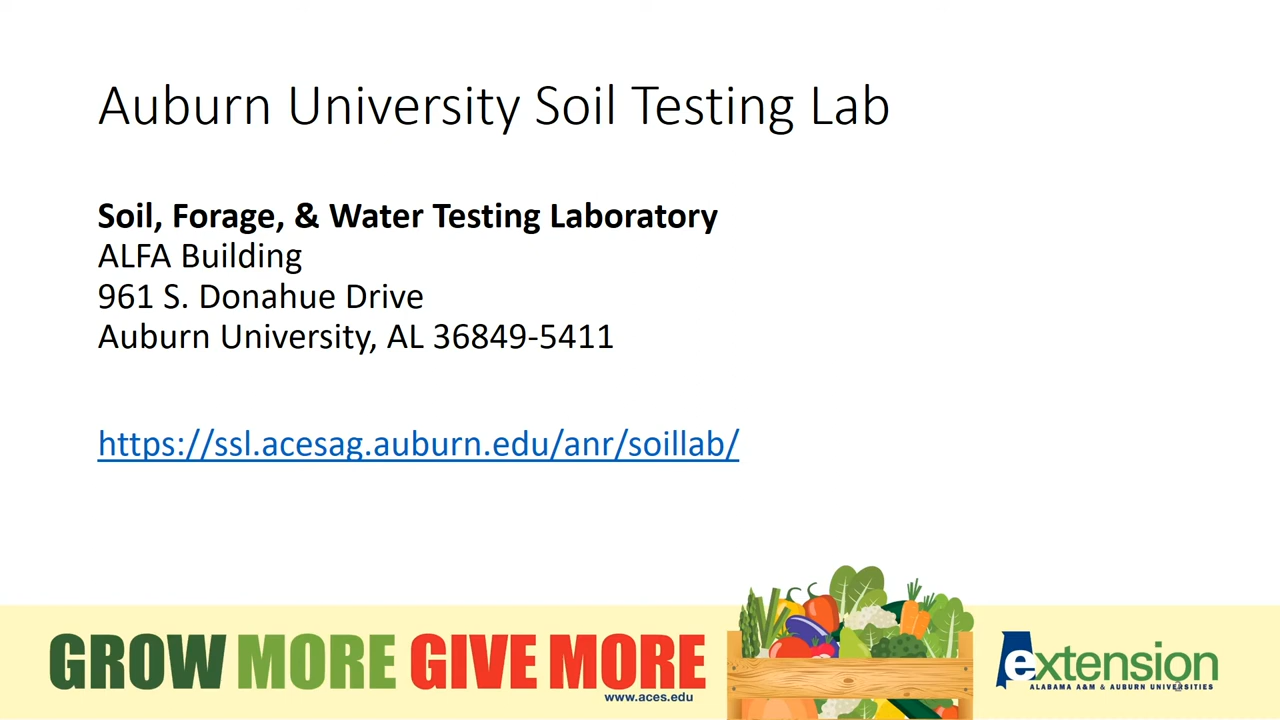 Auburn University Soil Testing Lab
Soil, Forage, & Water Testing Laboratory
ALFA Building
961 S. Donahue Drive
Auburn University, AL 36849-5411
https://ssl.acesag.auburn.edu/anr/soillab/
GROW MORE GIVE MORE
www.aces.edu
extension
ALABAMA A&M & AUBURN UNIVERSITIES